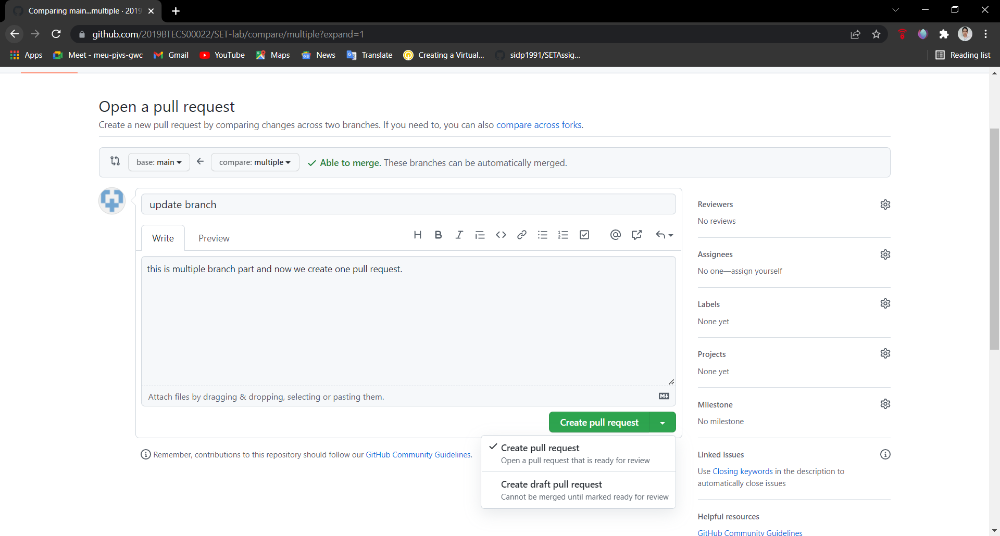 Comparing main...multiple · 2019
github.com/2019BTECS00022/SET-lab/compare/multiple?expand=1
Apps
Meet - meu-pjvs-gwc
Gmail
YouTube
Maps
News
Translate
Creating a Virtual...
sidp1991/SETAssig...
Reading list
Open a pull request
Create a new pull request by comparing changes across two branches. If you need to, you can also compare across forks.
base: main
compare: multiple
Able to merge. These branches can be automatically merged.
update branch
Write
Preview
this is multiple branch part and now we create one pull request.
Attach files by dragging & dropping, selecting or pasting them.
Create pull request
Create pull request
Open a pull request that is ready for review
Create draft pull request
Cannot be merged until marked ready for review
Remember, contributions to this repository should follow our GitHub Community Guidelines.
Reviewers
No reviews
Assignees
No one—assign yourself
Labels
None yet
Projects
None yet
Milestone
No milestone
Linked issues
Use Closing keywords in the description to
automatically close issues
Helpful resources
GitHub Community Guidelines